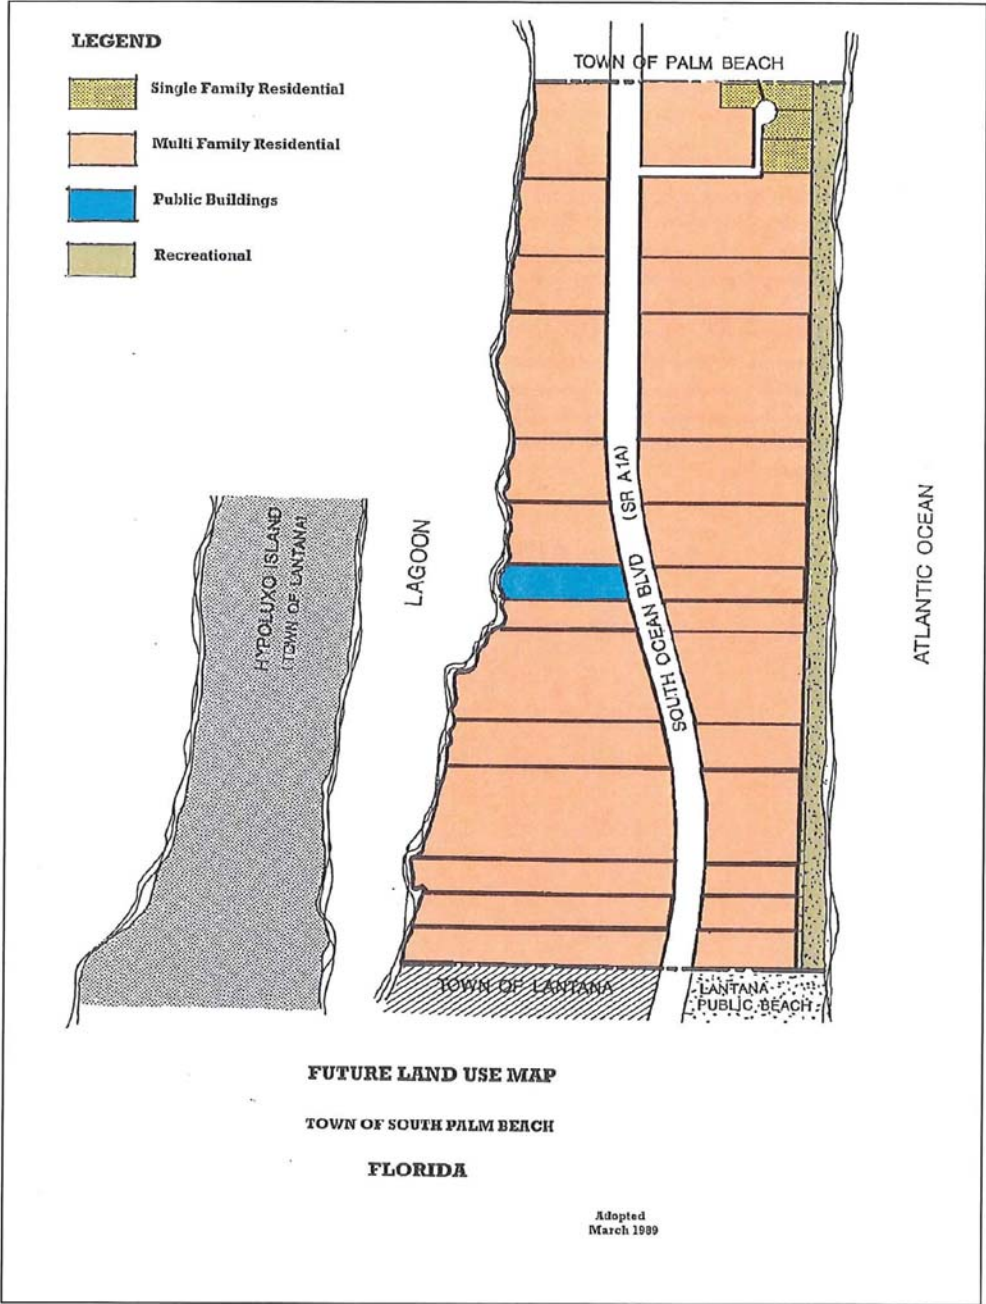 LEGEND
Single Family Residential
Multi Family Residential
Public Buildings
Recreational
TOWN OF PALM BEACH
(SR A1A)
SOUTH OCEAN BLVD
HYPOLUXO ISLAND
(TOWN OF LANTANA)
LAGOON
ATLANTIC OCEAN
TOWN OF LANTANA
LANTANA
PUBLIC BEACH
FUTURE LAND USE MAP
TOWN OF SOUTH PALM BEACH
FLORIDA
Adopted
March 1989